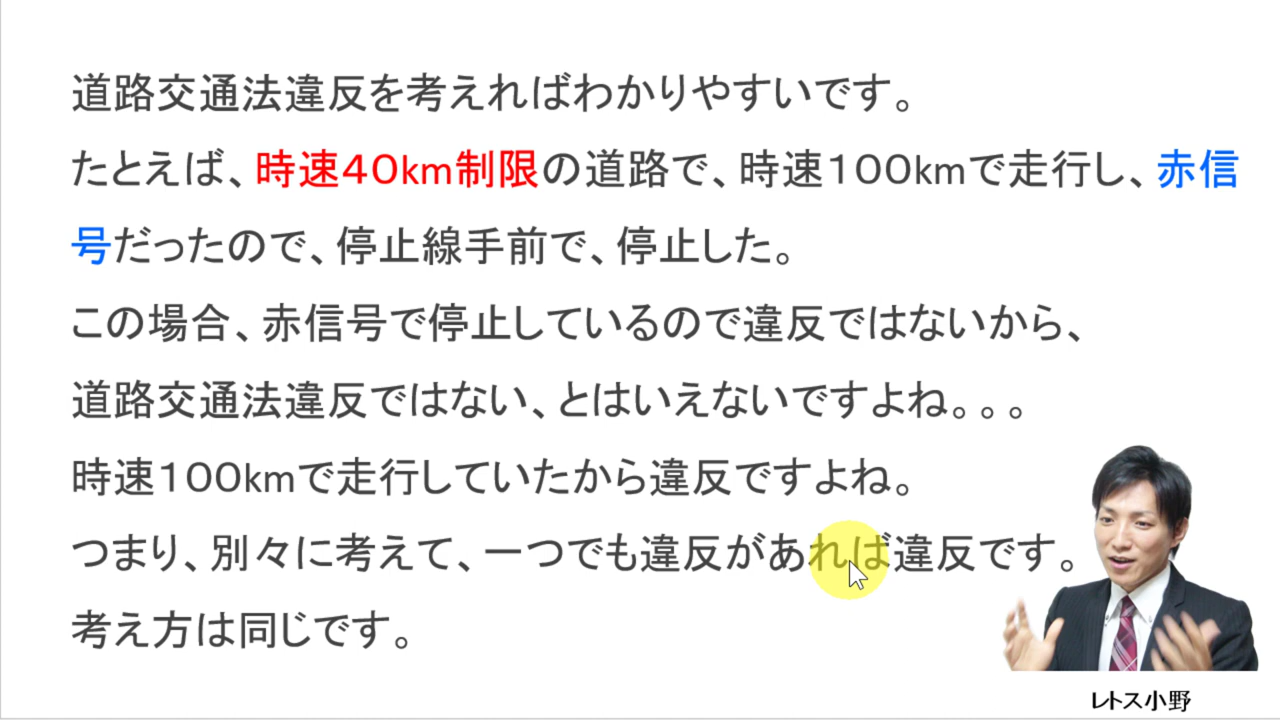 道路交通法違反を考えればわかりやすいです。
たとえば、時速４０km制限の道路で、時速１００kmで走行し、赤信
号だったので、停止線手前で、停止した。
この場合、赤信号で停止しているので違反ではないから、
道路交通法違反ではない、とはいえないですよね。。。
時速１００kmで走行していたから違反ですよね。
つまり、別々に考えて、一つでも違反があれば違反です。
考え方は同じです。
レトス小野